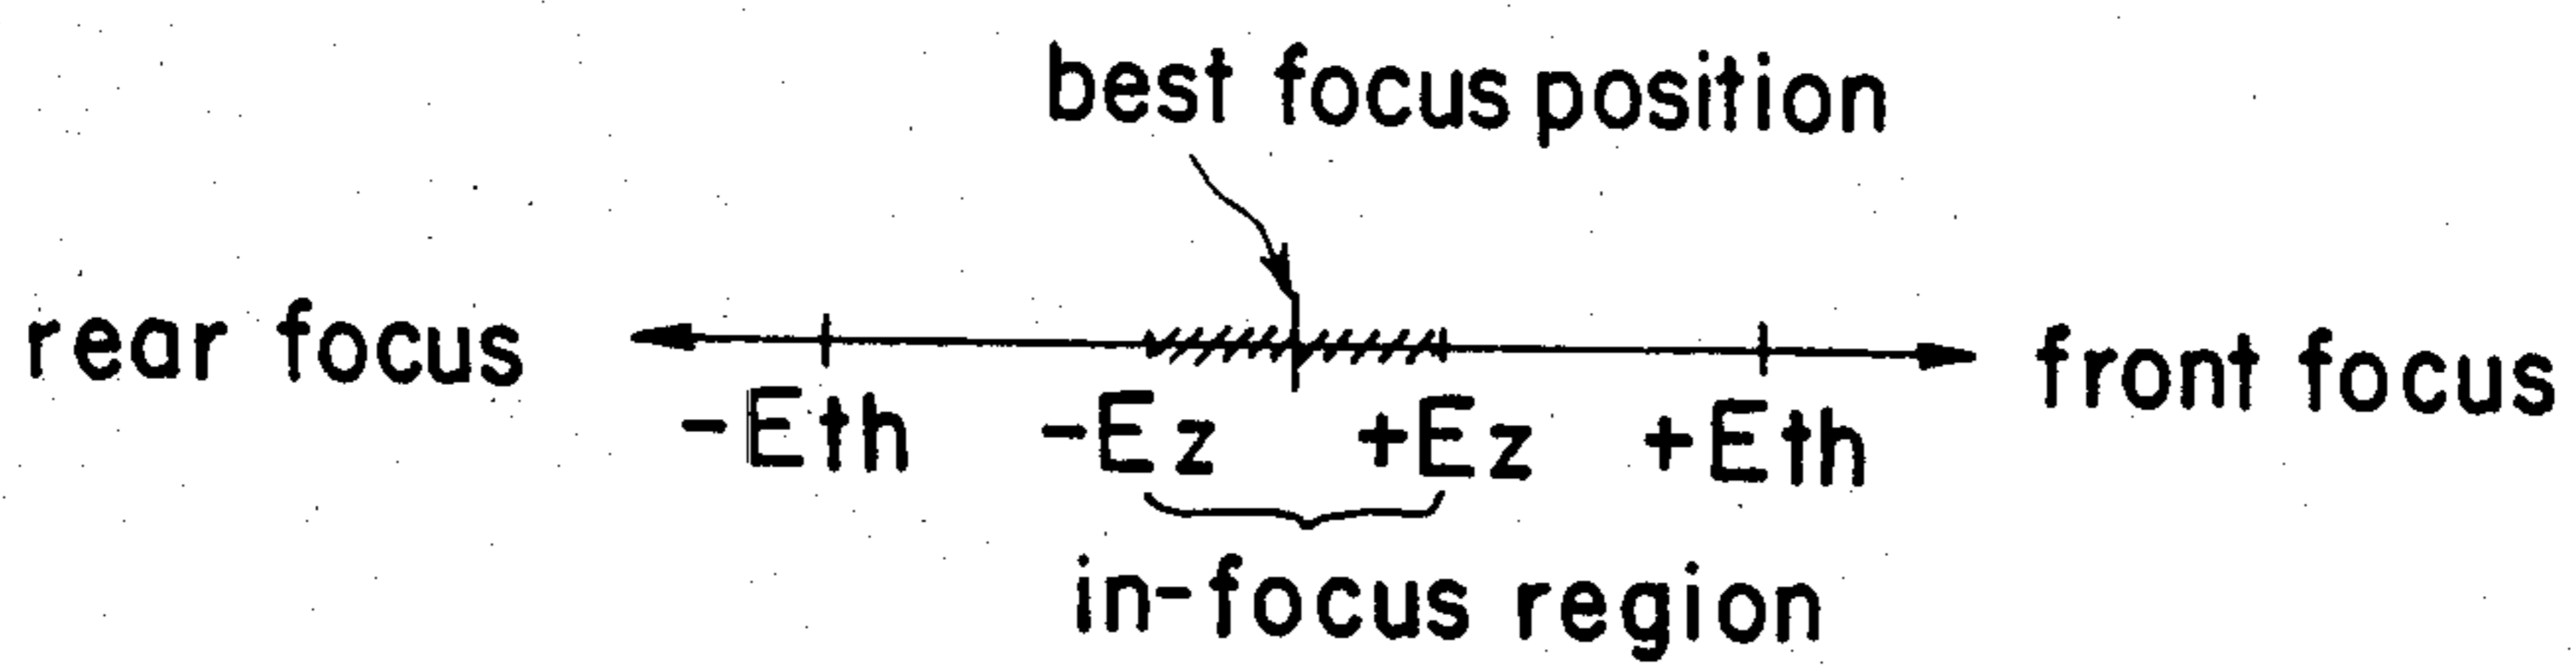 best focus position
rear focus
front focus
-Eth
-Ez
+Ez
+Eth
in-focus region